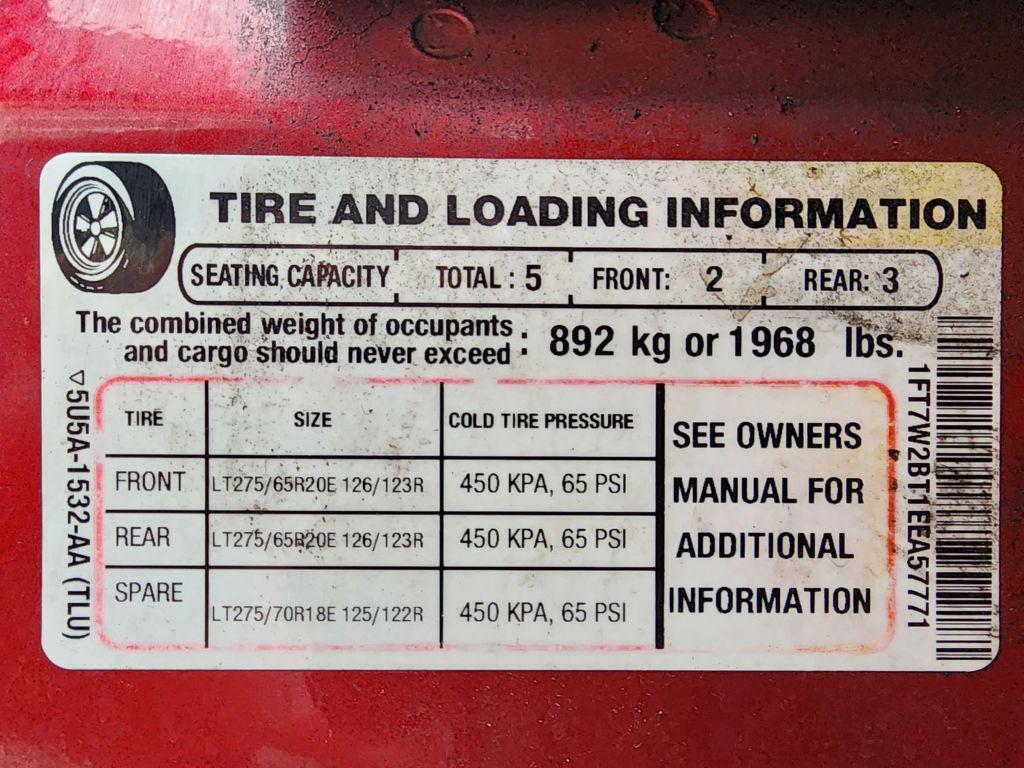 TIRE AND LOADING INFORMATION
SEATING CAPACITY TOTAL : 5 FRONT: 2 REAR: 3
The combined weight of occupants
and cargo should never exceed : 892 kg or 1968 lbs.
TIRE SIZE COLD TIRE PRESSURE
FRONT LT275/65R20E 126/123R 450 KPA, 65 PSI
REAR LT275/65R20E 126/123R 450 KPA, 65 PSI
SPARE LT275/70R18E 125/122R 450 KPA, 65 PSI
SEE OWNERS
MANUAL FOR
ADDITIONAL
INFORMATION
▽5U5A-1532-AA (TLU)
1FT7W2BT1EEA57771